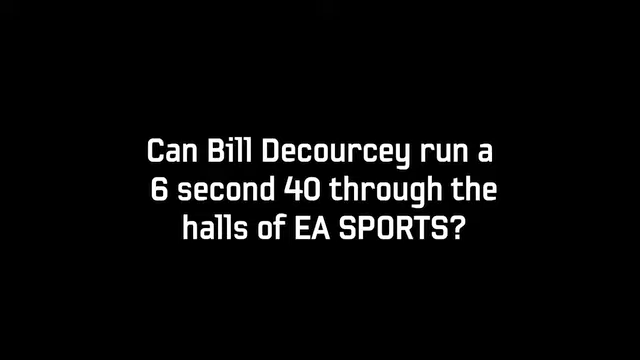 Can Bill Decourcey run a
6 second 40 through the
halls of EA SPORTS?